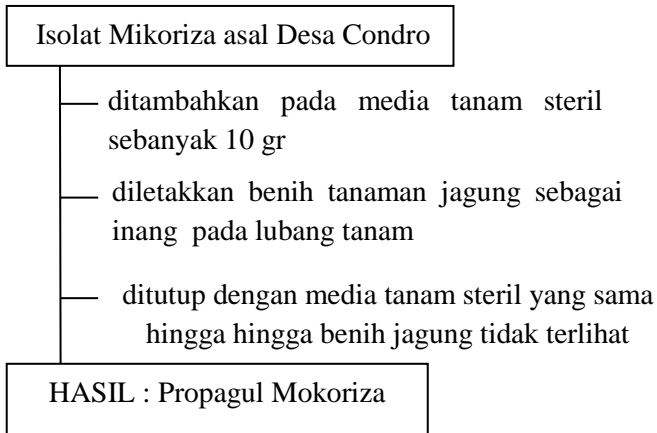 Isolat Mikoriza asal Desa Condro
ditambahkan pada media tanam steril
sebanyak 10 gr
diletakkan benih tanaman jagung sebagai
inang pada lubang tanam
ditutup dengan media tanam steril yang sama
hingga hingga benih jagung tidak terlihat
HASIL : Propagul Mokoriza